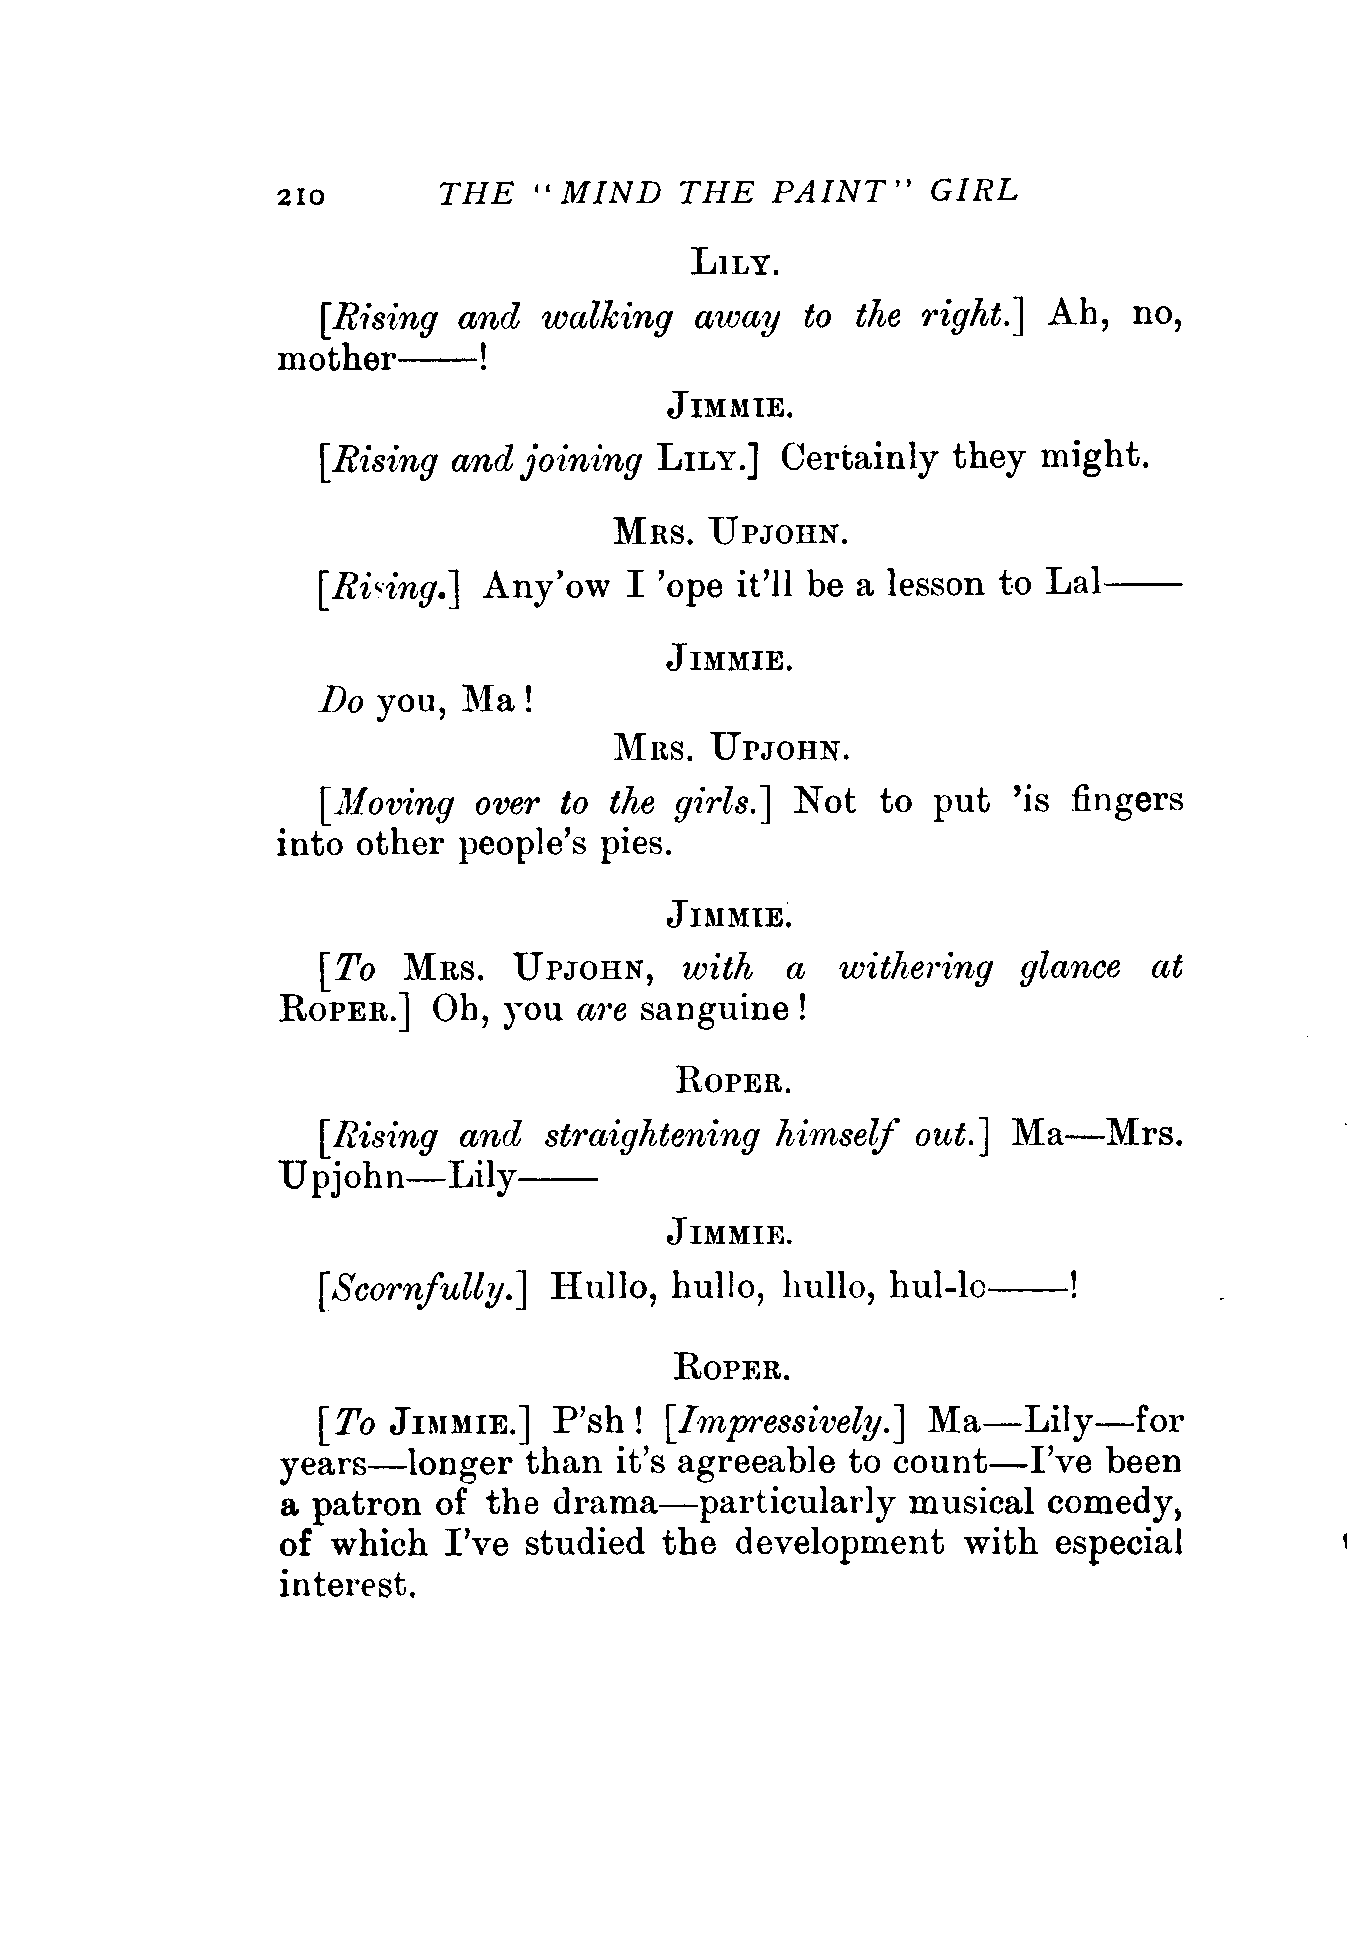 210 THE "MIND THE PAINT" GIRL
LILY.
[Rising and walking away to the right.] Ah, no,
mother——!
JIMMIE.
[Rising and joining LILY.] Certainly they might.
MRS. UPJOHN.
[Rising.] Any'ow I 'ope it'll be a lesson to Lal——
JIMMIE.
Do you, Ma!
MRS. UPJOHN.
[Moving over to the girls.] Not to put 'is fingers
into other people's pies.
JIMMIE.
[To MRS. UPJOHN, with a withering glance at
ROPER.] Oh, you are sanguine!
ROPER.
[Rising and straightening himself out.] Ma—Mrs.
Upjohn—Lily——
JIMMIE.
[Scornfully.] Hullo, hullo, hullo, hul-lo——!
ROPER.
[To JIMMIE.] P'sh! [Impressively.] Ma—Lily—for
years—longer than it's agreeable to count—I've been
a patron of the drama—particularly musical comedy,
of which I've studied the development with especial
interest.